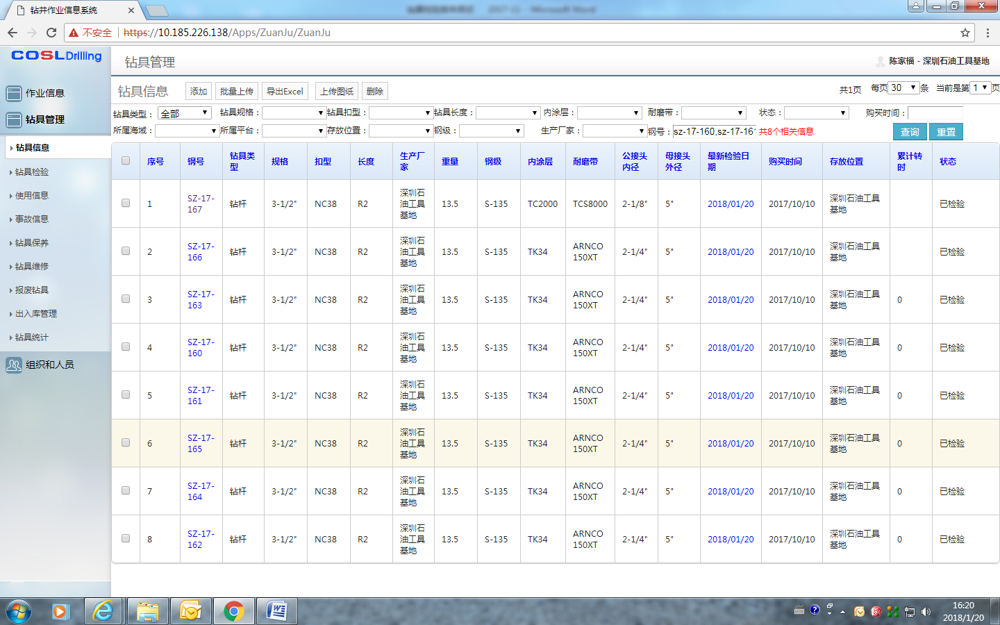 钻井作业信息系统
不安全 https://10.185.226.138/Apps/ZuanJu/ZuanJu
COSL Drilling
作业信息
钻具管理
钻具信息
钻具检验
使用信息
事故信息
钻具保养
钻具维修
报废钻具
出入库管理
钻具统计
组织和人员
钻具管理
陈家福 - 深圳石油工具基地
钻具信息 添加 批量上传 导出Excel 上传图纸 删除 共1页 每页 30 条 当前是第 1 页
钻具类型： 全部 钻具规格： 钻具扣型： 钻具长度： 内涂层： 耐磨带： 状态： 购买时间：
所属海域： 所属平台： 存放位置： 钢级： 生产厂家： 钢号： sz-17-160,sz-17-161 共8个相关信息 查询 重置
序号 钢号 钻具类型 规格 扣型 长度 生产厂家 重量 钢级 内涂层 耐磨带 公接头内径 母接头外径 最新检验日期 购买时间 存放位置 累计转时 状态
1 SZ-17-167 钻杆 3-1/2" NC38 R2 深圳石油工具基地 13.5 S-135 TC2000 TCS8000 2-1/8" 5" 2018/01/20 2017/10/10 深圳石油工具基地 已检验
2 SZ-17-166 钻杆 3-1/2" NC38 R2 深圳石油工具基地 13.5 S-135 TK34 ARNCO 150XT 2-1/4" 5" 2018/01/20 2017/10/10 深圳石油工具基地 已检验
3 SZ-17-163 钻杆 3-1/2" NC38 R2 深圳石油工具基地 13.5 S-135 TK34 ARNCO 150XT 2-1/4" 5" 2018/01/20 2017/10/10 深圳石油工具基地 0 已检验
4 SZ-17-160 钻杆 3-1/2" NC38 R2 深圳石油工具基地 13.5 S-135 TK34 ARNCO 150XT 2-1/4" 5" 2018/01/20 2017/10/10 深圳石油工具基地 0 已检验
5 SZ-17-161 钻杆 3-1/2" NC38 R2 深圳石油工具基地 13.5 S-135 TK34 ARNCO 150XT 2-1/4" 5" 2018/01/20 2017/10/10 深圳石油工具基地 0 已检验
6 SZ-17-165 钻杆 3-1/2" NC38 R2 深圳石油工具基地 13.5 S-135 TK34 ARNCO 150XT 2-1/4" 5" 2018/01/20 2017/10/10 深圳石油工具基地 0 已检验
7 SZ-17-164 钻杆 3-1/2" NC38 R2 深圳石油工具基地 13.5 S-135 TK34 ARNCO 150XT 2-1/4" 5" 2018/01/20 2017/10/10 深圳石油工具基地 0 已检验
8 SZ-17-162 钻杆 3-1/2" NC38 R2 深圳石油工具基地 13.5 S-135 TK34 ARNCO 150XT 2-1/4" 5" 2018/01/20 2017/10/10 深圳石油工具基地 0 已检验
16:20
2018/1/20